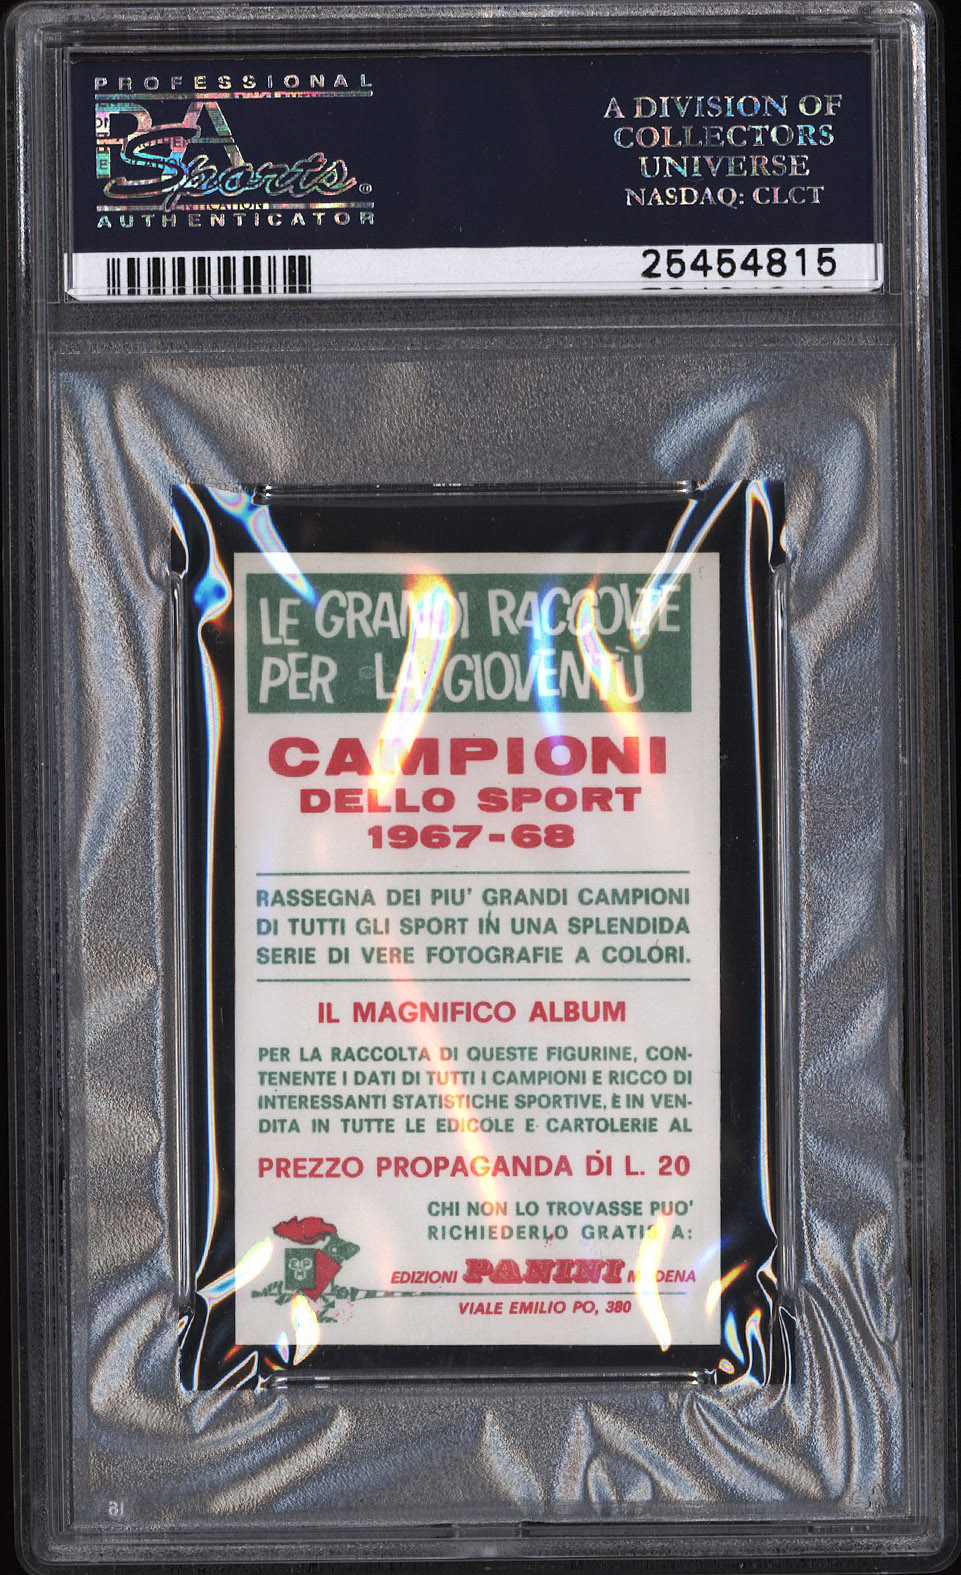 PROFESSIONAL
PSA
Sports®
AUTHENTICATOR
A DIVISION OF
COLLECTORS
UNIVERSE
NASDAQ: CLCT
25454815
LE GRANDI RACCOLTE
PER LA GIOVENTÙ
CAMPIONI
DELLO SPORT
1967-68
RASSEGNA DEI PIU' GRANDI CAMPIONI
DI TUTTI GLI SPORT IN UNA SPLENDIDA
SERIE DI VERE FOTOGRAFIE A COLORI.
IL MAGNIFICO ALBUM
PER LA RACCOLTA DI QUESTE FIGURINE, CON-
TENENTE I DATI DI TUTTI I CAMPIONI E RICCO DI
INTERESSANTI STATISTICHE SPORTIVE, È IN VEN-
DITA IN TUTTE LE EDICOLE E CARTOLERIE AL
PREZZO PROPAGANDA DI L. 20
CHI NON LO TROVASSE PUO'
RICHIEDERLO GRATIS A:
EDIZIONI PANINI MODENA
VIALE EMILIO PO, 380